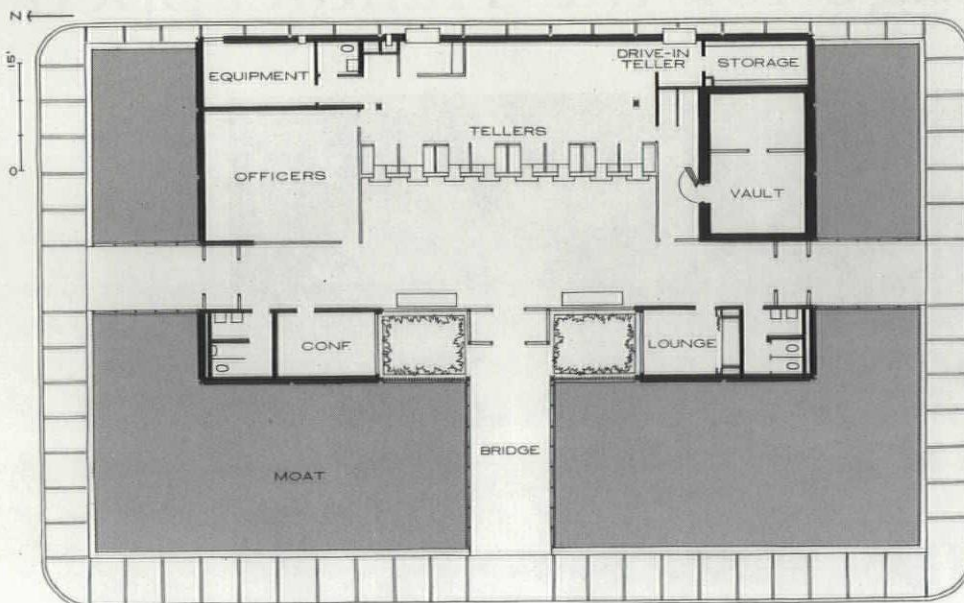 N
15'
0
EQUIPMENT
DRIVE-IN
TELLER
STORAGE
TELLERS
OFFICERS
VAULT
CONF.
LOUNGE
BRIDGE
MOAT